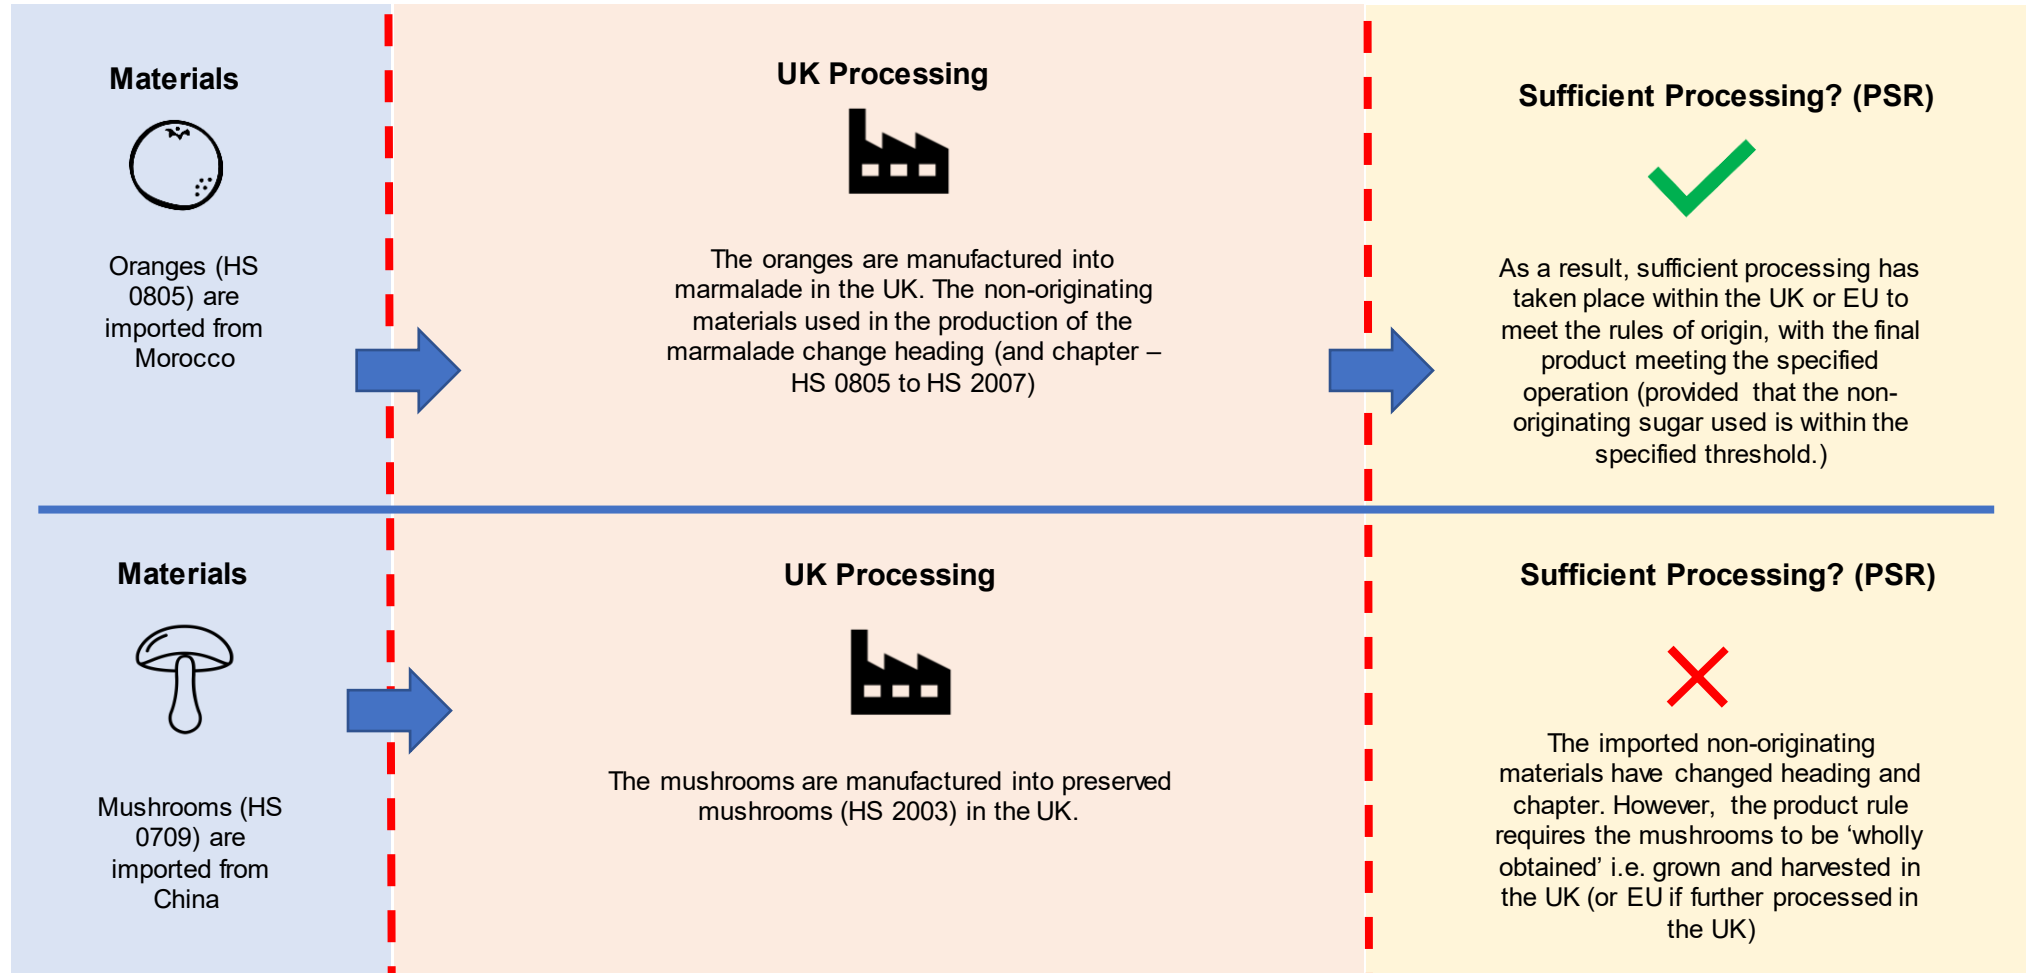 Materials
Oranges (HS
0805) are
imported from
Morocco
UK Processing
The oranges are manufactured into
marmalade in the UK. The non-originating
materials used in the production of the
marmalade change heading (and chapter –
HS 0805 to HS 2007)
Sufficient Processing? (PSR)
As a result, sufficient processing has
taken place within the UK or EU to
meet the rules of origin, with the final
product meeting the specified
operation (provided that the non-
originating sugar used is within the
specified threshold.)
Materials
Mushrooms (HS
0709) are
imported from
China
UK Processing
The mushrooms are manufactured into preserved
mushrooms (HS 2003) in the UK.
Sufficient Processing? (PSR)
The imported non-originating
materials have changed heading and
chapter. However, the product rule
requires the mushrooms to be ‘wholly
obtained’ i.e. grown and harvested in
the UK (or EU if further processed in
the UK)